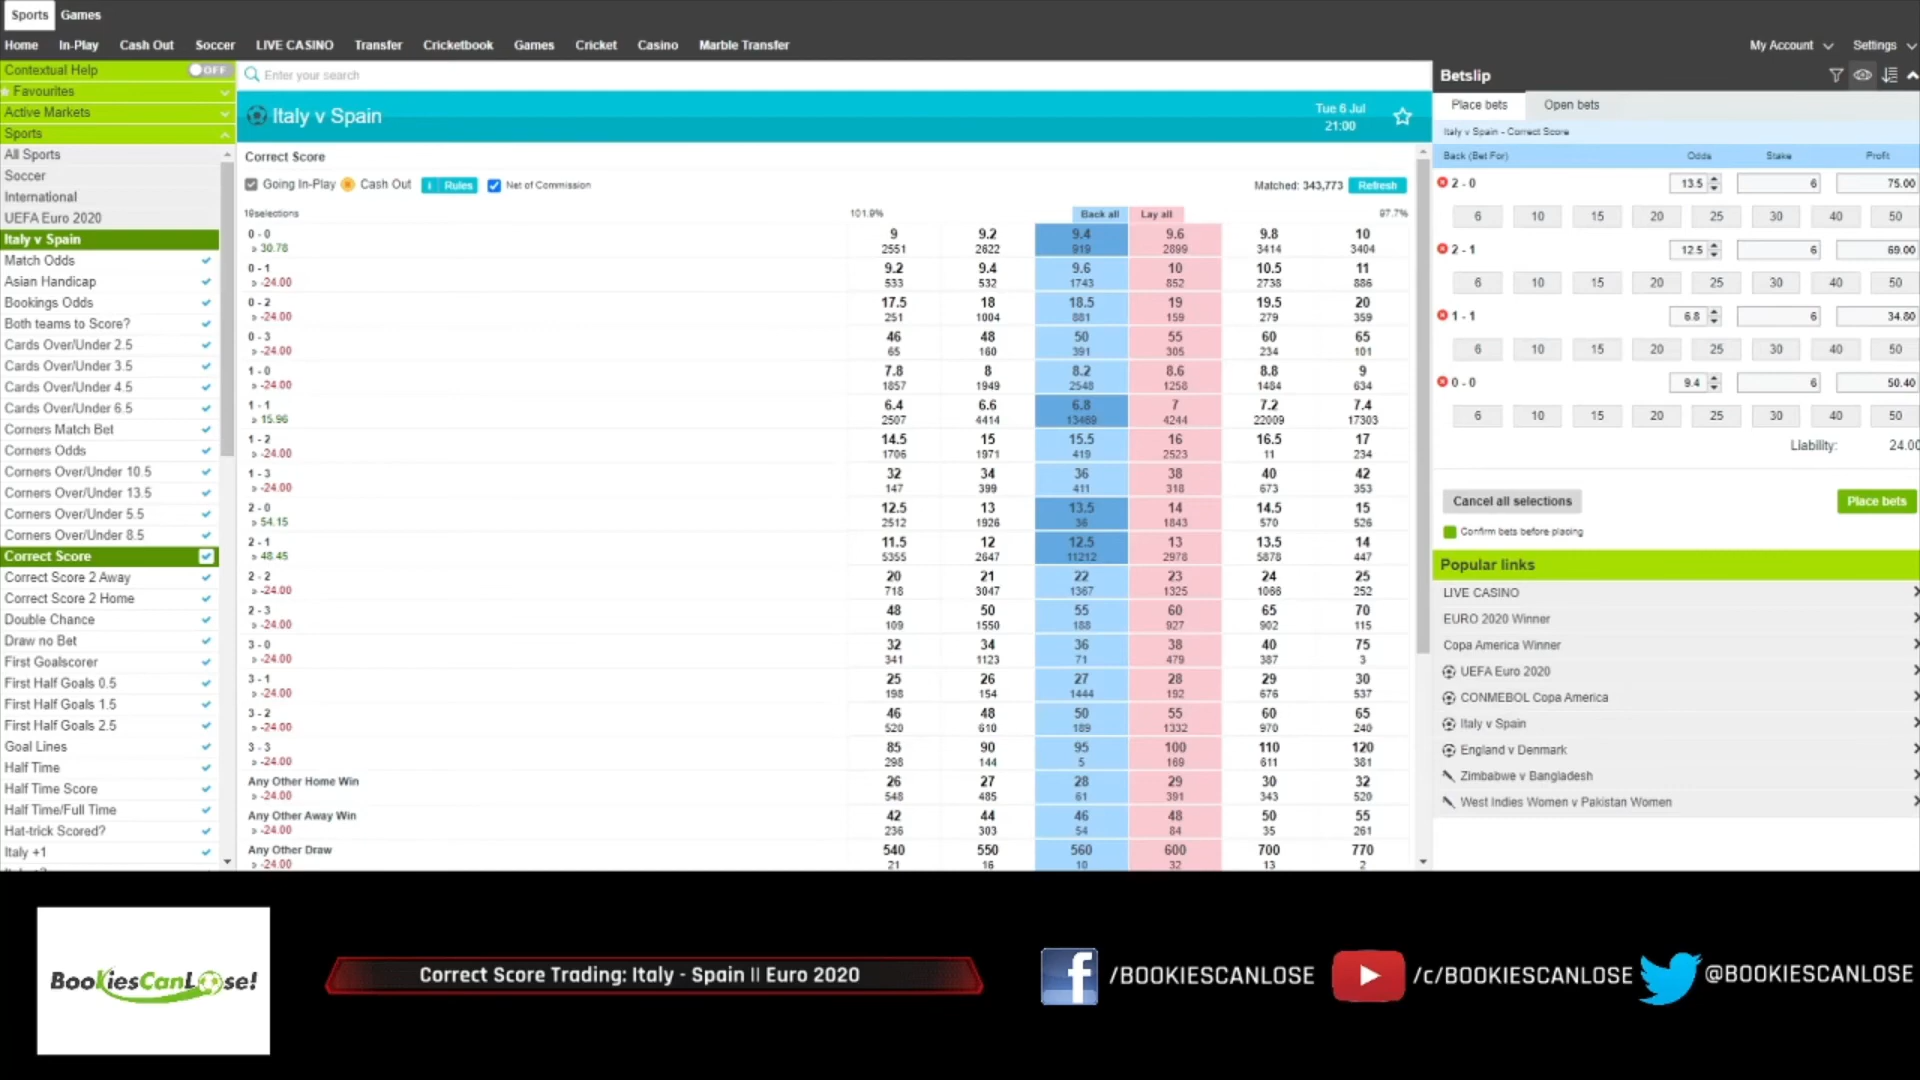 Sports Games
Home In-Play Cash Out Soccer LIVE CASINO Transfer Cricketbook Games Cricket Casino Marble Transfer My Account Settings
Contextual Help OFF
Favourites
Active Markets
Sports
All Sports
Soccer
International
UEFA Euro 2020
Italy v Spain
Match Odds
Asian Handicap
Bookings Odds
Both teams to Score?
Cards Over/Under 2.5
Cards Over/Under 3.5
Cards Over/Under 4.5
Cards Over/Under 6.5
Corners Match Bet
Corners Odds
Corners Over/Under 10.5
Corners Over/Under 13.5
Corners Over/Under 5.5
Corners Over/Under 8.5
Correct Score
Correct Score 2 Away
Correct Score 2 Home
Double Chance
Draw no Bet
First Goalscorer
First Half Goals 0.5
First Half Goals 1.5
First Half Goals 2.5
Goal Lines
Half Time
Half Time Score
Half Time/Full Time
Hat-trick Scored?
Italy +1
Enter your search
Italy v Spain
Tue 6 Jul
21:00
Correct Score
Going In-Play Cash Out i Rules Net of Commission Matched: 343,773 Refresh
19selections 101.9% Back all Lay all 97.7%
0 - 0 9 9.2 9.4 9.6 9.8 10
» 30.78 2551 2622 919 2899 3414 3404
0 - 1 9.2 9.4 9.6 10 10.5 11
» -24.00 533 532 1743 852 2738 886
0 - 2 17.5 18 18.5 19 19.5 20
» -24.00 251 1004 881 159 279 359
0 - 3 46 48 50 55 60 65
» -24.00 65 160 391 305 234 101
1 - 0 7.8 8 8.2 8.6 8.8 9
» -24.00 1857 1949 2548 1258 1484 634
1 - 1 6.4 6.6 6.8 7 7.2 7.4
» 15.96 2507 4414 13469 4244 22009 17303
1 - 2 14.5 15 15.5 16 16.5 17
» -24.00 1706 1971 419 2523 11 234
1 - 3 32 34 36 38 40 42
» -24.00 147 399 411 318 673 353
2 - 0 12.5 13 13.5 14 14.5 15
» 54.15 2512 1926 36 1843 570 526
2 - 1 11.5 12 12.5 13 13.5 14
» 48.45 5355 2647 11212 2978 5878 447
2 - 2 20 21 22 23 24 25
» -24.00 718 3047 1367 1325 1066 252
2 - 3 48 50 55 60 65 70
» -24.00 109 1550 188 927 902 115
3 - 0 32 34 36 38 40 75
» -24.00 341 1123 71 479 387 3
3 - 1 25 26 27 28 29 30
» -24.00 198 154 1444 192 676 537
3 - 2 46 48 50 55 60 65
» -24.00 520 610 189 1332 970 240
3 - 3 85 90 95 100 110 120
» -24.00 298 144 5 169 611 381
Any Other Home Win 26 27 28 29 30 32
» -24.00 548 485 61 391 343 520
Any Other Away Win 42 44 46 48 50 55
» -24.00 236 303 54 84 35 261
Any Other Draw 540 550 560 600 700 770
» -24.00 21 16 10 32 13 2
Betslip
Place bets Open bets
Italy v Spain - Correct Score
Back (Bet For) Odds Stake Profit
2 - 0 13.5 6 75.00
6 10 15 20 25 30 40 50
2 - 1 12.5 6 69.00
6 10 15 20 25 30 40 50
1 - 1 6.8 6 34.80
6 10 15 20 25 30 40 50
0 - 0 9.4 6 50.40
6 10 15 20 25 30 40 50
Liability: 24.00
Cancel all selections Place bets
Confirm bets before placing
Popular links
LIVE CASINO
EURO 2020 Winner
Copa America Winner
UEFA Euro 2020
CONMEBOL Copa America
Italy v Spain
England v Denmark
Zimbabwe v Bangladesh
West Indies Women v Pakistan Women
BookiesCanLose!
Correct Score Trading: Italy - Spain || Euro 2020
/BOOKIESCANLOSE /C/BOOKIESCANLOSE @BOOKIESCANLOSE